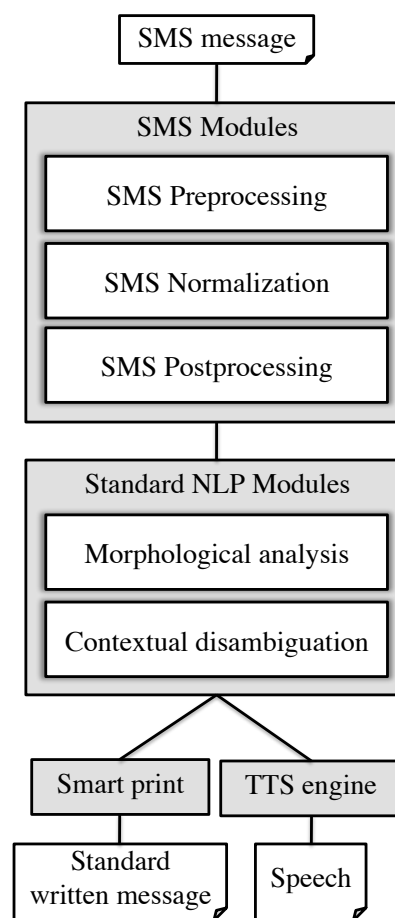 SMS message
SMS Modules
SMS Preprocessing
SMS Normalization
SMS Postprocessing
Standard NLP Modules
Morphological analysis
Contextual disambiguation
Smart print
TTS engine
Standard
written message
Speech